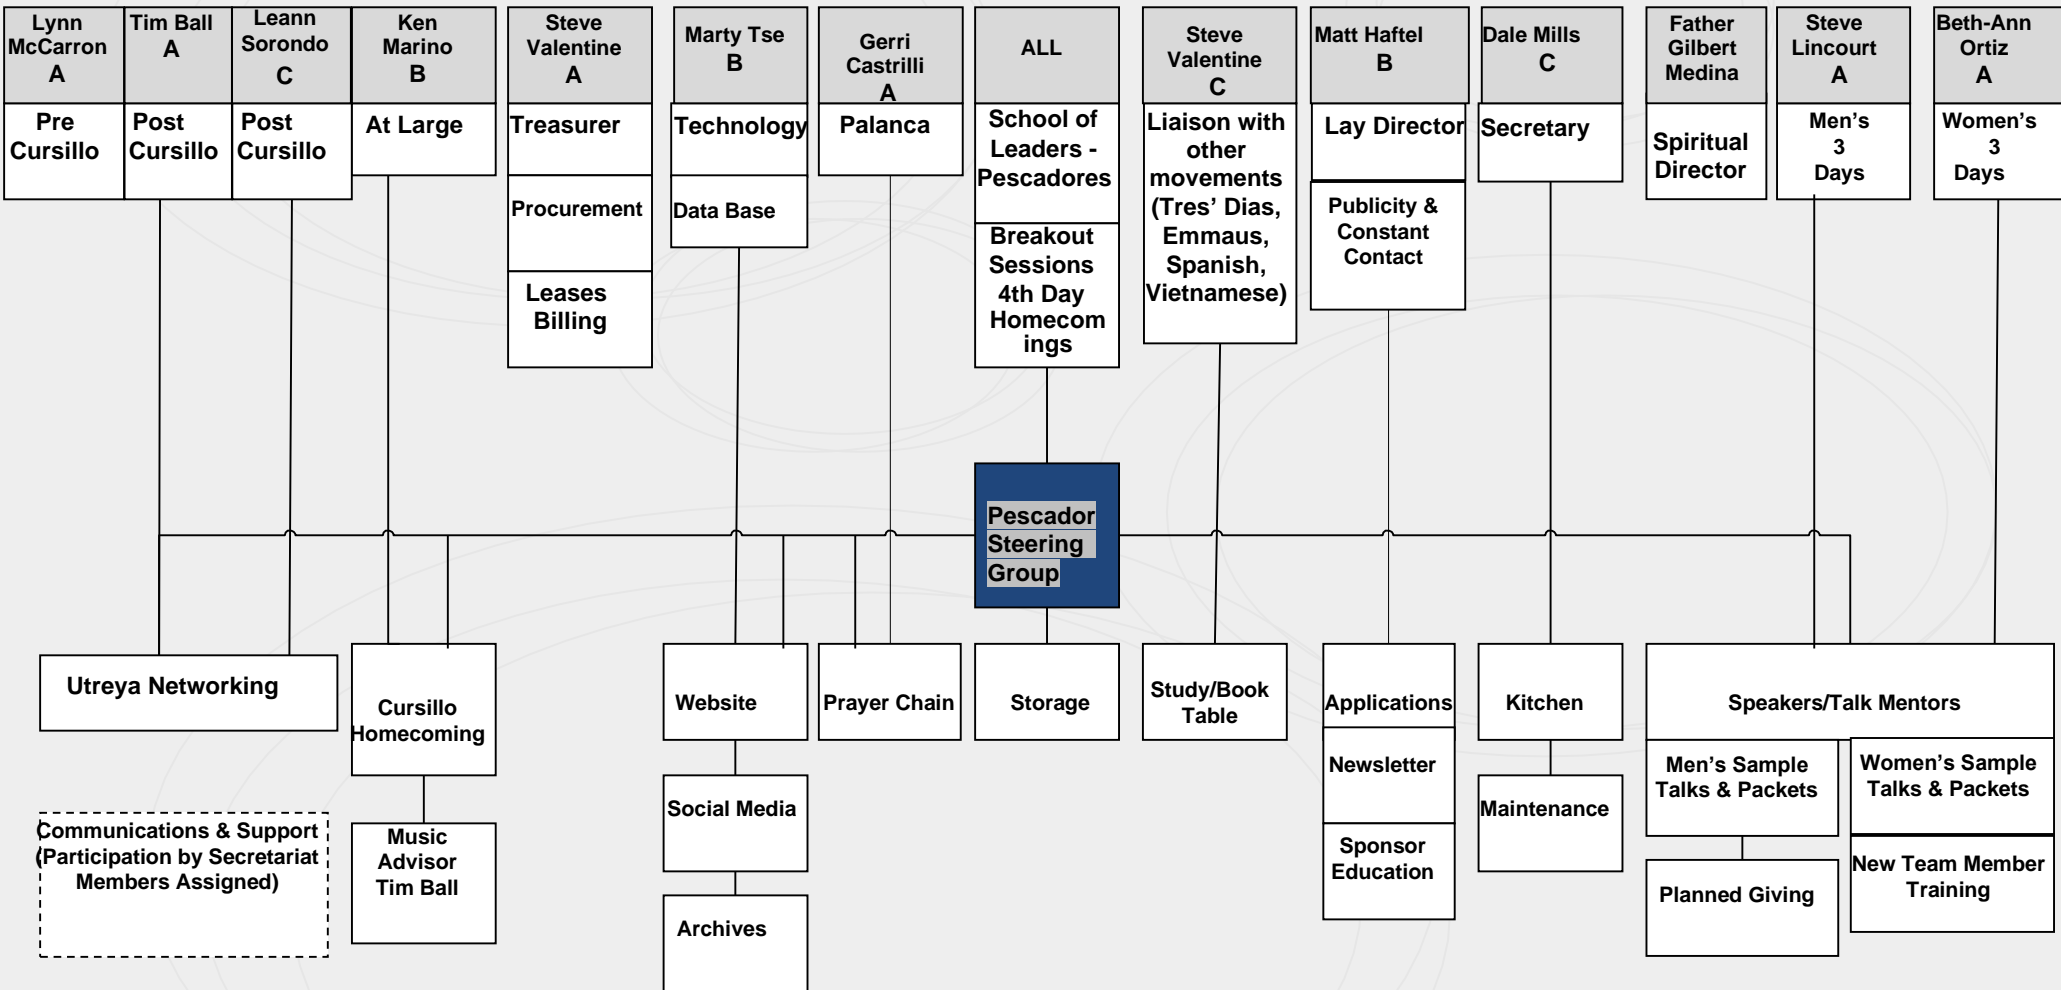 Lynn
McCarron
A
Tim Ball
A
Leann
Sorondo
C
Ken
Marino
B
Steve
Valentine
A
Marty Tse
B
Gerri
Castrilli
A
ALL
Steve
Valentine
C
Matt Haftel
B
Dale Mills
C
Father
Gilbert
Medina
Steve
Lincourt
A
Beth-Ann
Ortiz
A
Pre
Cursillo
Post
Cursillo
Post
Cursillo
At Large
Treasurer
Procurement
Leases
Billing
Technology
Data Base
Palanca
School of
Leaders -
Pescadores
Breakout
Sessions
4th Day
Homecom
ings
Liaison with
other
movements
(Tres’ Dias,
Emmaus,
Spanish,
Vietnamese)
Lay Director
Publicity &
Constant
Contact
Secretary
Spiritual
Director
Men’s
3
Days
Women’s
3
Days
Pescador
Steering
Group
Utreya Networking
Cursillo
Homecoming
Website
Prayer Chain
Storage
Study/Book
Table
Applications
Kitchen
Speakers/Talk Mentors
Newsletter
Men’s Sample
Talks & Packets
Women’s Sample
Talks & Packets
Communications & Support
(Participation by Secretariat
Members Assigned)
Music
Advisor
Tim Ball
Social Media
Maintenance
Sponsor
Education
Planned Giving
New Team Member
Training
Archives